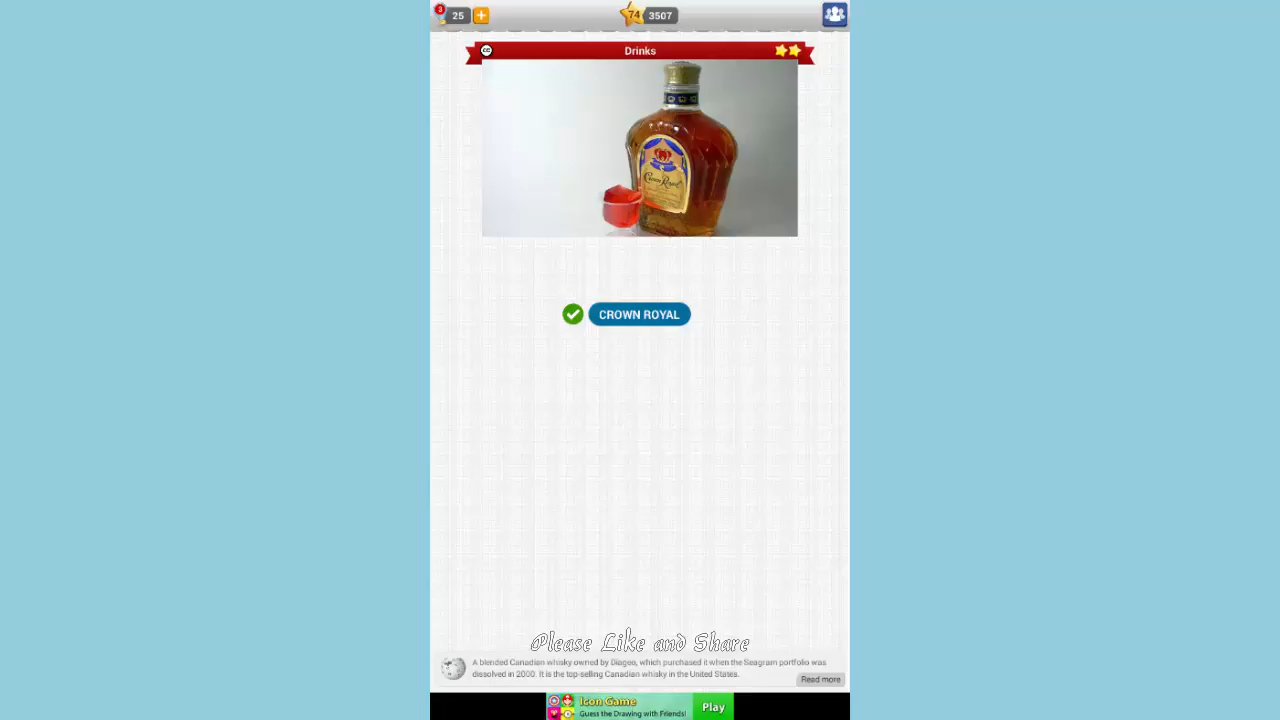 3 25 + 74 3507
cc Drinks
Crown Royal
CROWN ROYAL
Please Like and Share
A blended Canadian whisky owned by Diageo, which purchased it when the Seagram portfolio was
dissolved in 2000. It is the top-selling Canadian whisky in the United States.
Read more
Icon Game
Guess the Drawing with Friends!
Play